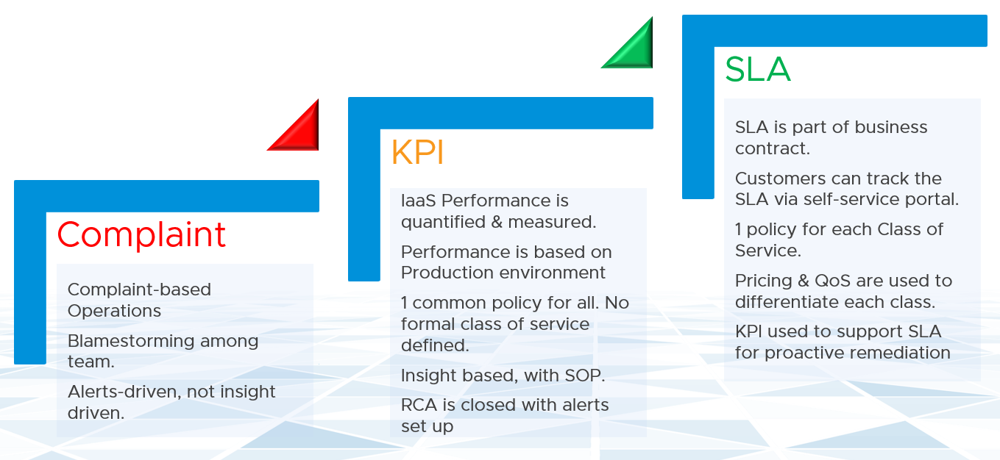 Complaint
Complaint-based
Operations
Blamestorming among
team.
Alerts-driven, not insight
driven.
KPI
IaaS Performance is
quantified & measured.
Performance is based on
Production environment
1 common policy for all. No
formal class of service
defined.
Insight based, with SOP.
RCA is closed with alerts
set up
SLA
SLA is part of business
contract.
Customers can track the
SLA via self-service portal.
1 policy for each Class of
Service.
Pricing & QoS are used to
differentiate each class.
KPI used to support SLA
for proactive remediation